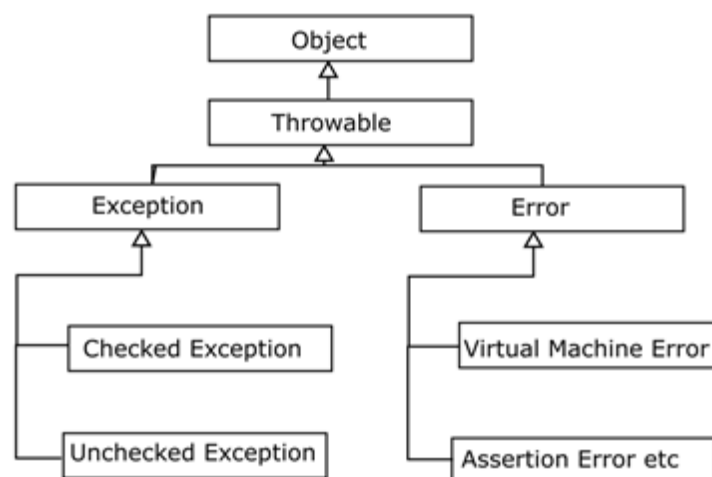 Object
Throwable
Exception
Error
Checked Exception
Virtual Machine Error
Unchecked Exception
Assertion Error etc